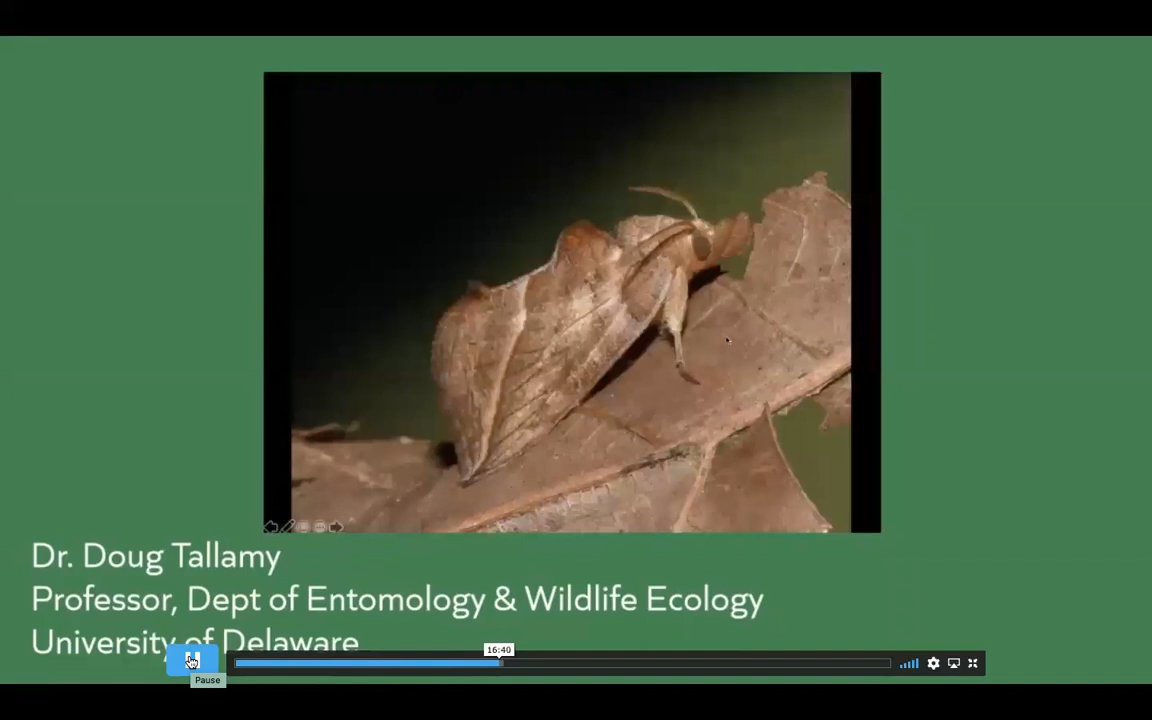 Dr. Doug Tallamy
Professor, Dept of Entomology & Wildlife Ecology
University of Delaware
16:40
Pause